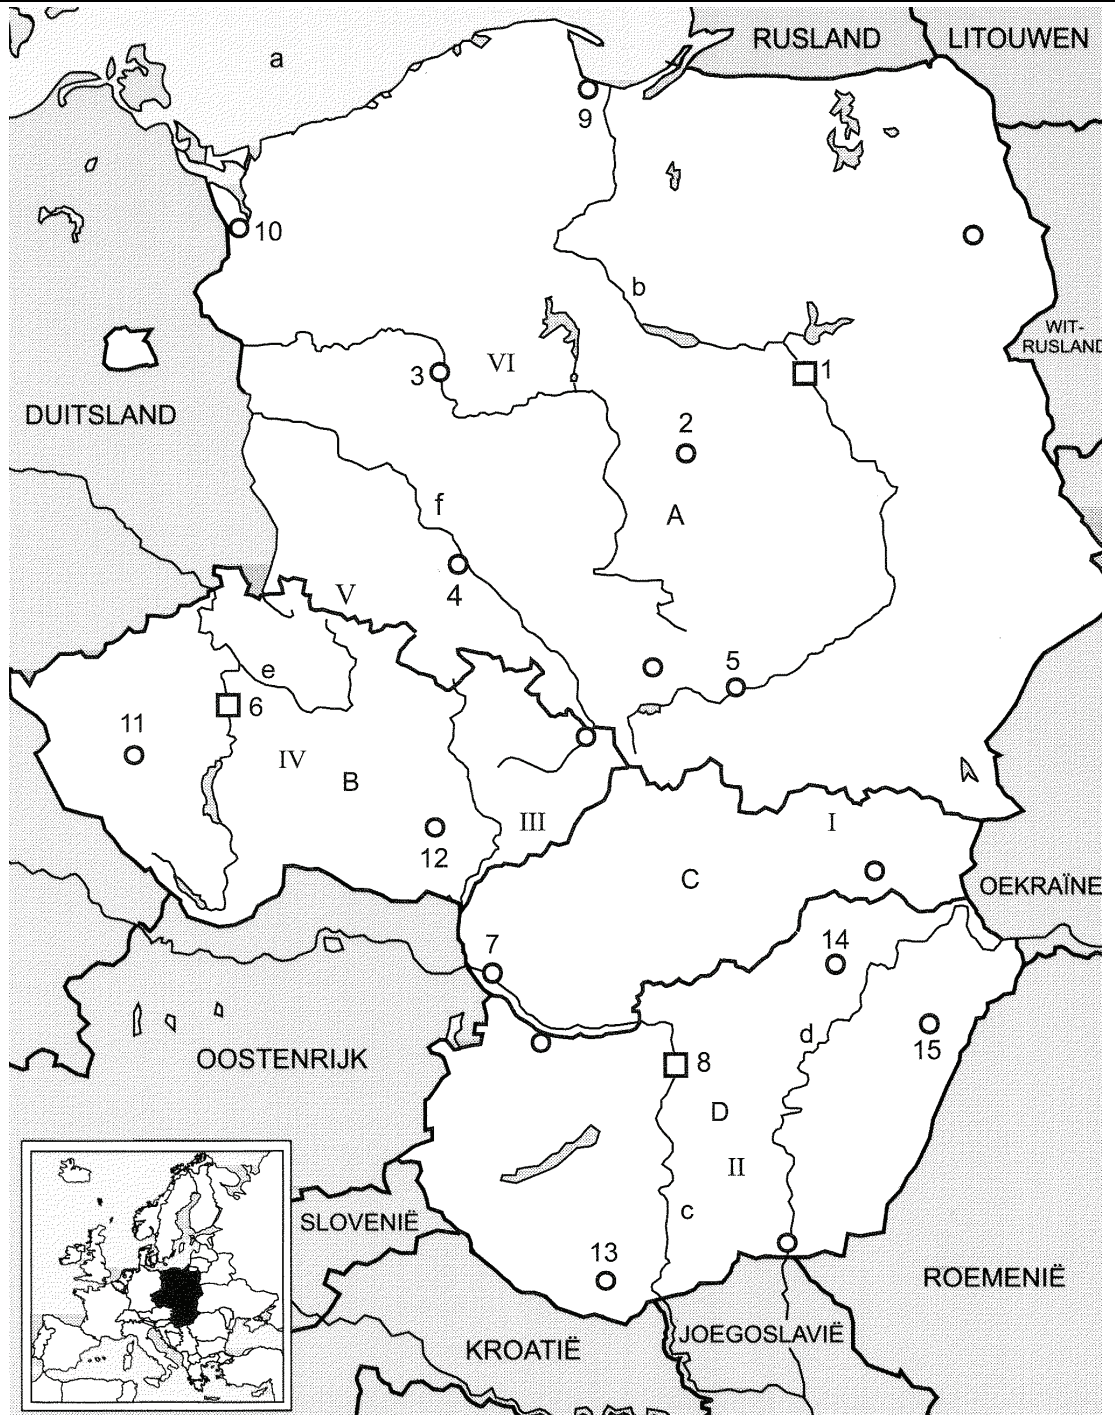 RUSLAND
LITOUWEN
a
9
10
b
WIT-
RUSLAND
VI
3
1
DUITSLAND
2
f
A
V
4
e
5
6
11
IV
B
III
I
12
C
OEKRAÏNE
7
14
d
15
OOSTENRIJK
8
D
II
c
SLOVENIË
13
ROEMENIË
JOEGOSLAVIË
KROATIË